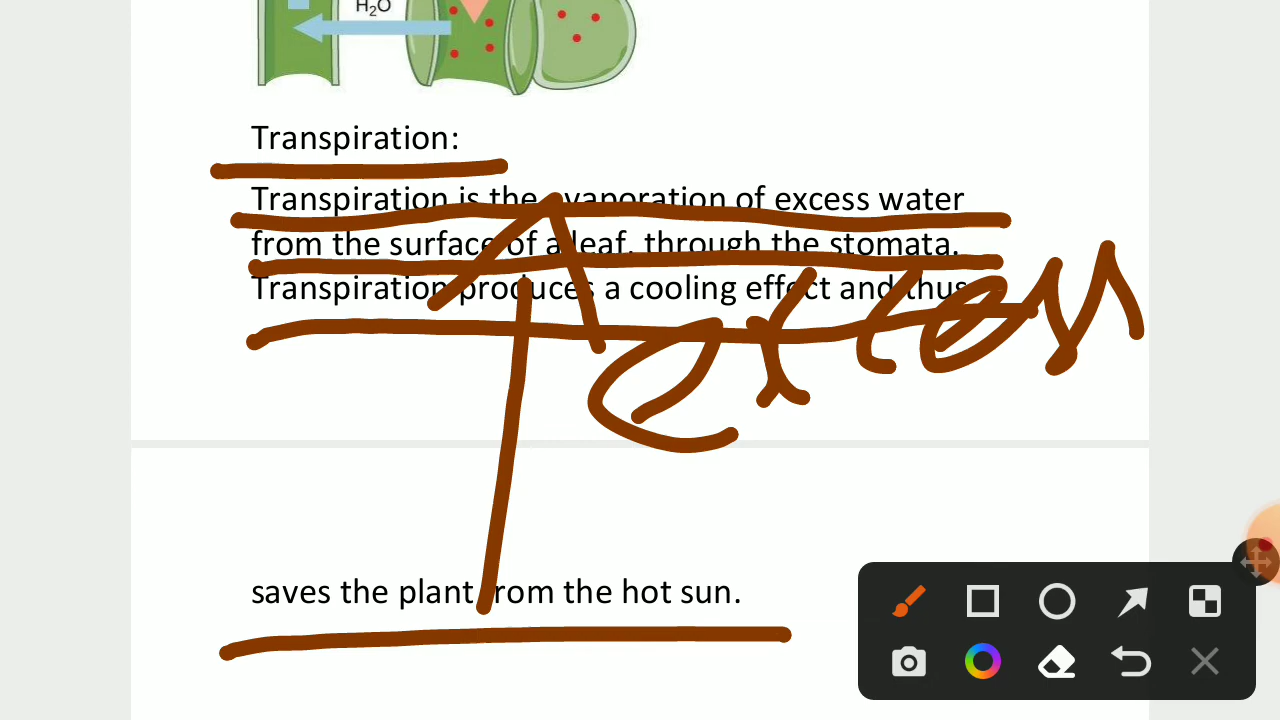 H₂O
Transpiration:
Transpiration is the evaporation of excess water
from the surface of a leaf, through the stomata.
Transpiration produces a cooling effect and thus
excess
saves the plant from the hot sun.